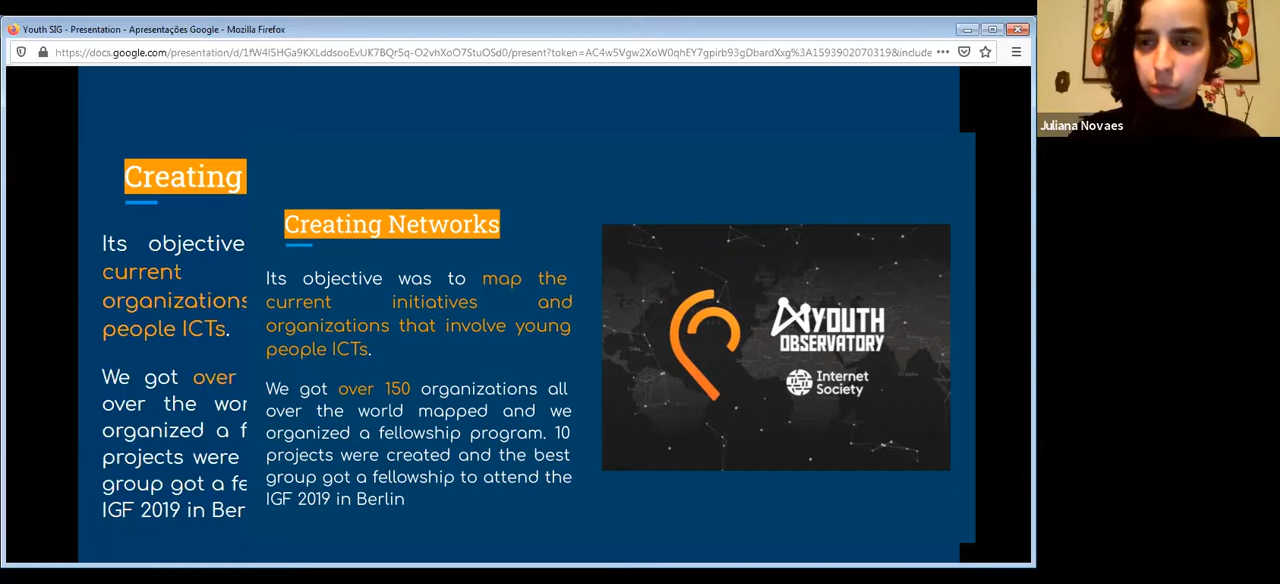 Youth SIG - Presentation - Apresentações Google - Mozilla Firefox
https://docs.google.com/presentation/d/1fW4I5HGa9KXLddsooEvUK7BQr5q-O2vhXoO7StuOSd0/present?token=AC4w5Vgw2XoW0qhEY7gpirb93gDbardXxg%3A1593902070319&include
Juliana Novaes
Creating
Its objective
current
organizations
people ICTs.
We got over
over the wor
organized a f
projects were
group got a fe
IGF 2019 in Ber
Creating Networks
Its objective was to map the
current initiatives and
organizations that involve young
people ICTs.
We got over 150 organizations all
over the world mapped and we
organized a fellowship program. 10
projects were created and the best
group got a fellowship to attend the
IGF 2019 in Berlin
YOUTH
OBSERVATORY
Internet
Society